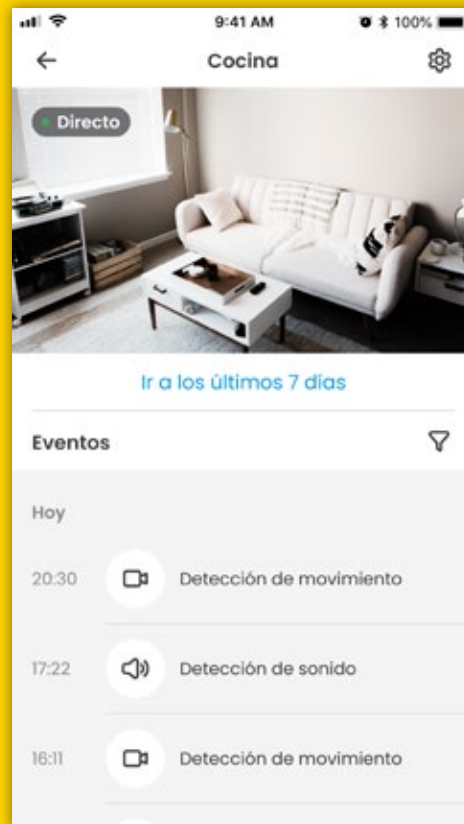 9:41 AM
100%
Cocina
Directo
Ir a los últimos 7 días
Eventos
Hoy
20:30 Detección de movimiento
17:22 Detección de sonido
16:11 Detección de movimiento